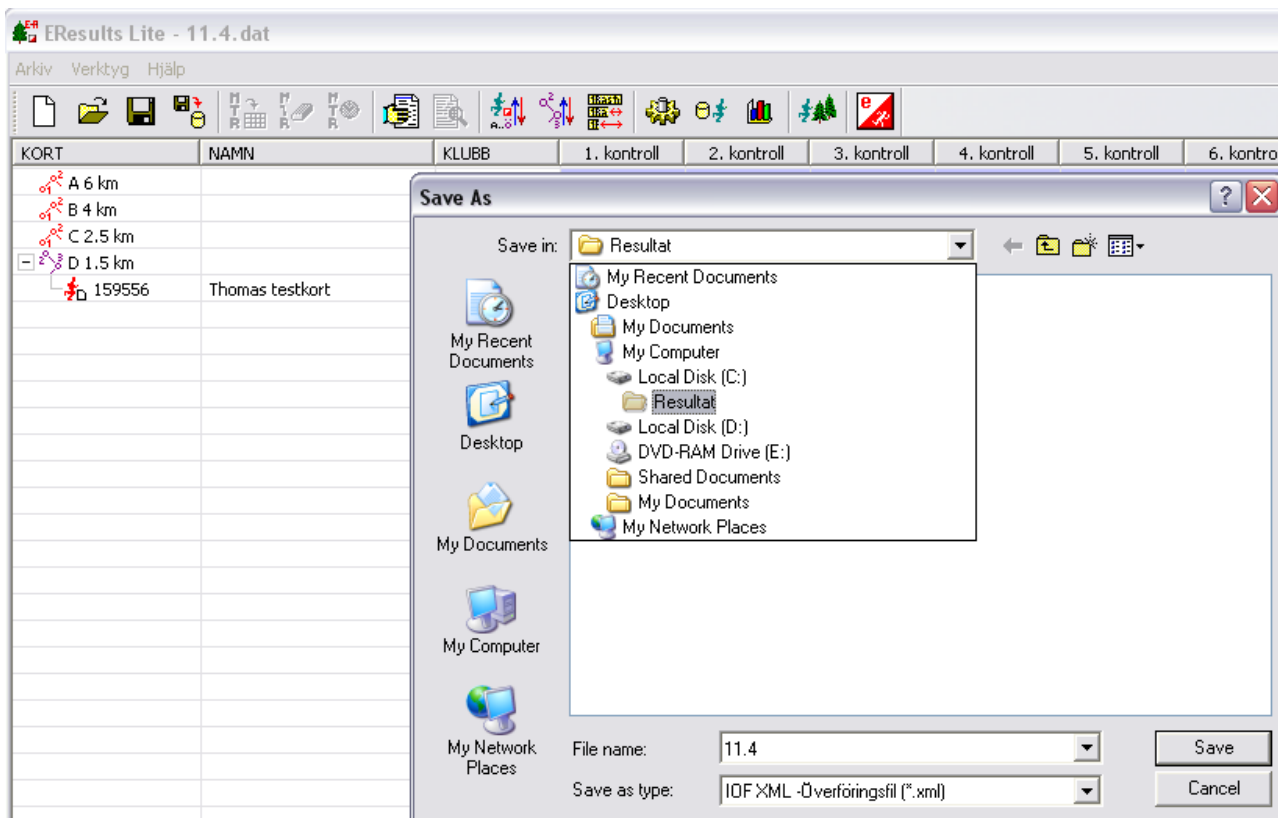 EResults Lite - 11.4.dat
Arkiv Verktyg Hjälp
KORT NAMN KLUBB 1. kontroll 2. kontroll 3. kontroll 4. kontroll 5. kontroll 6. kontro
A 6 km
B 4 km
C 2.5 km
D 1.5 km
159556 Thomas testkort
Save As
Save in: Resultat
My Recent Documents
Desktop
My Documents
My Computer
Local Disk (C:)
Resultat
Local Disk (D:)
DVD-RAM Drive (E:)
Shared Documents
My Documents
My Network Places
My Recent
Documents
Desktop
My Documents
My Computer
My Network
Places
File name: 11.4 Save
Save as type: IOF XML -Överföringsfil (*.xml) Cancel